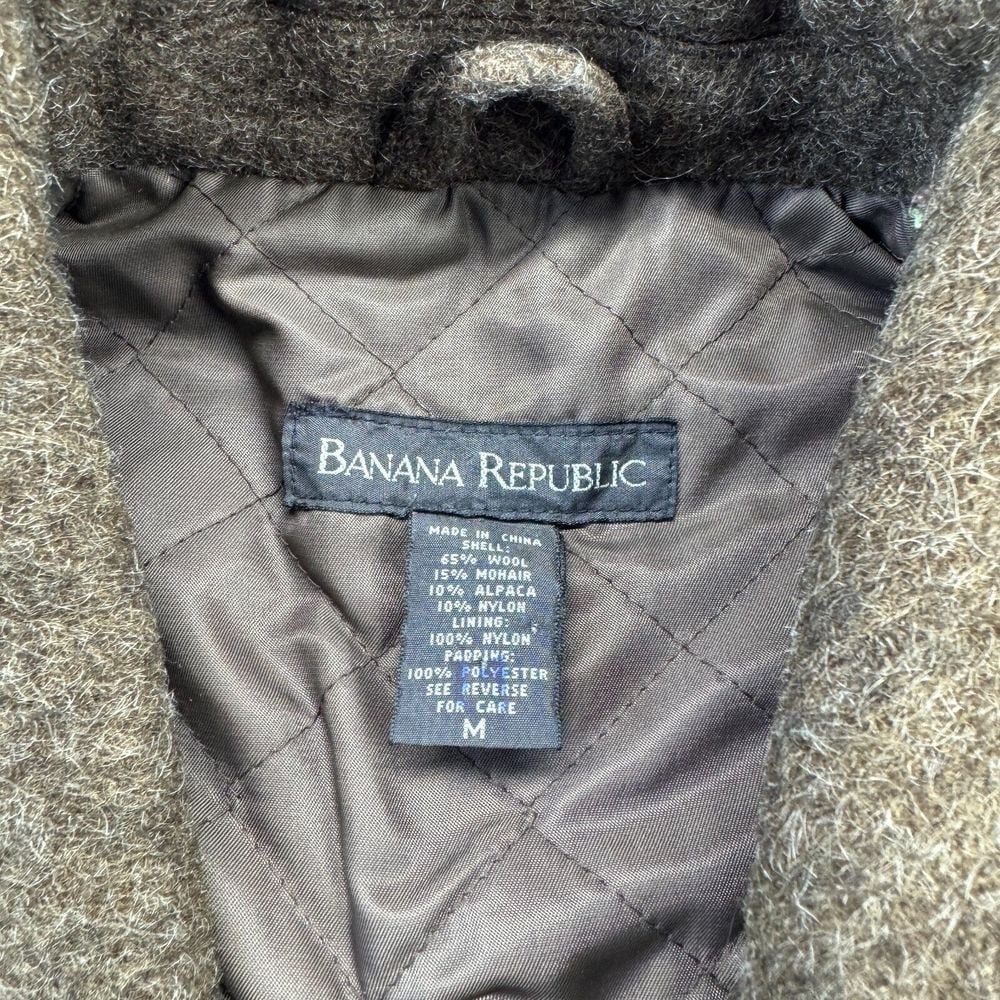 BANANA REPUBLIC
MADE IN CHINA
SHELL:
65% WOOL
15% MOHAIR
10% ALPACA
10% NYLON
LINING:
100% NYLON
PADDING:
100% POLYESTER
SEE REVERSE
FOR CARE
M